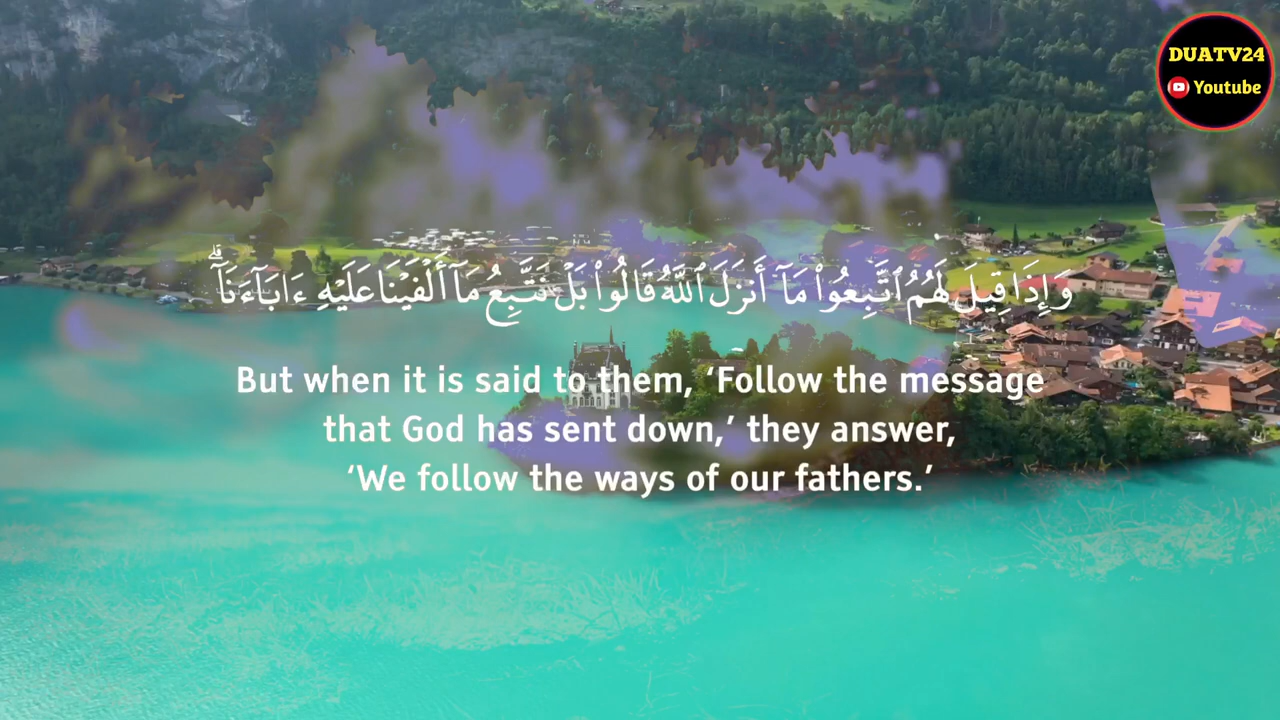 DUATV24
Youtube
وَإِذَا قِيلَ لَهُمُ ٱتَّبِعُوا۟ مَآ أَنزَلَ ٱللَّهُ قَالُوا۟ بَلْ نَتَّبِعُ مَآ أَلْفَيْنَا عَلَيْهِ ءَابَآءَنَآ ۗ
But when it is said to them, ‘Follow the message
that God has sent down,’ they answer,
‘We follow the ways of our fathers.’